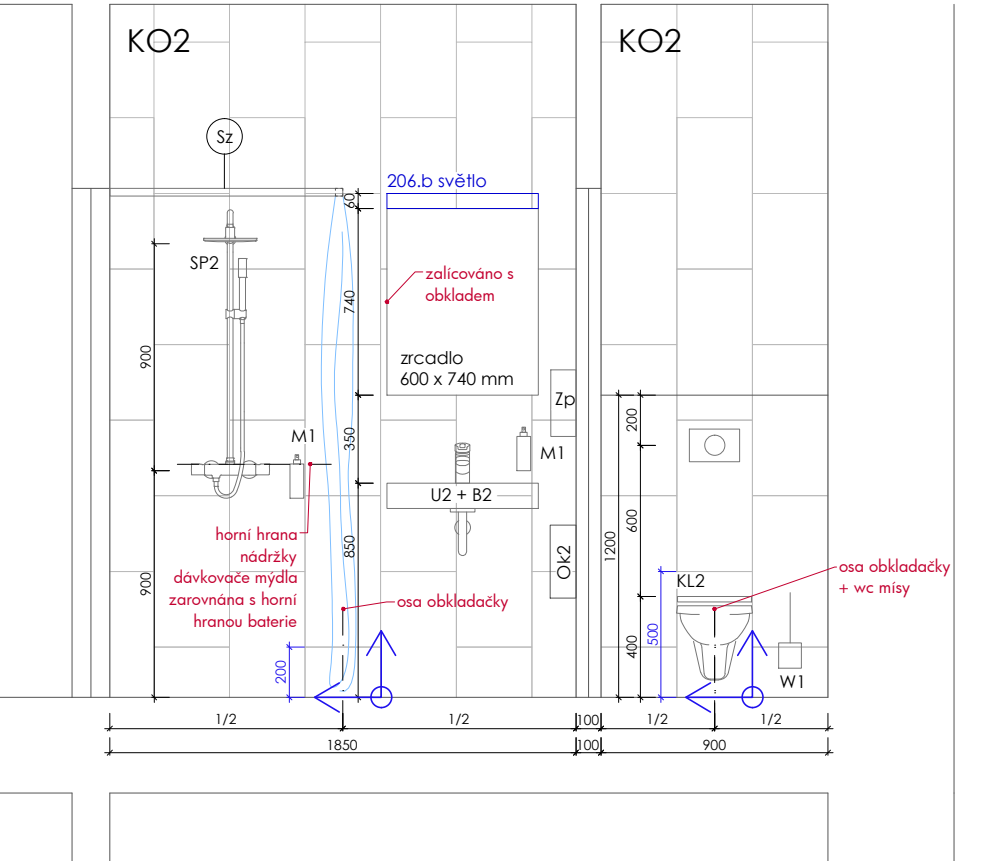 KO2
KO2
Sz
206.b světlo
60
SP2
zalícováno s
obkladem
740
900
zrcadlo
600 x 740 mm
Zp
200
M1
350
M1
U2 + B2
horní hrana
nádržky
dávkovače mýdla
zarovnána s horní
hranou baterie
850
Ok2
600
1200
osa obkladačky
+ wc mísy
KL2
900
osa obkladačky
500
400
200
W1
1/2
1/2
100
1/2
1/2
1850
100
900